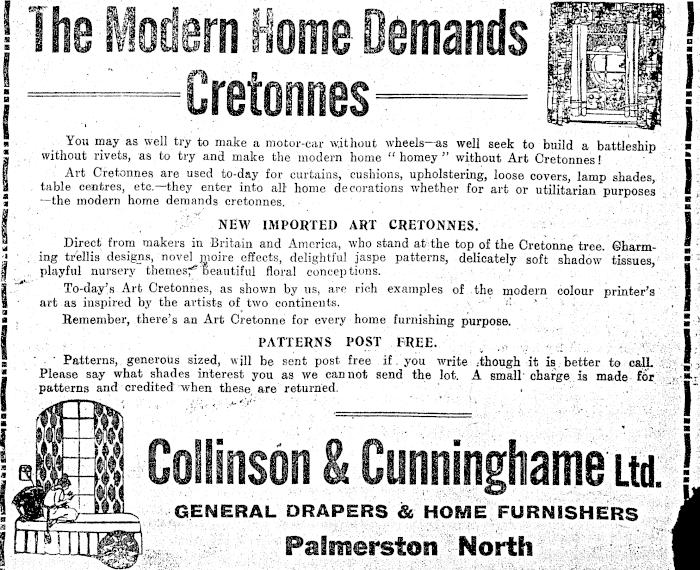 The Modern Home Demands
Cretonnes
You may as well try to make a motor-car without wheels—as well seek to build a battleship
without rivets, as to try and make the modern home "homey" without Art Cretonnes!
Art Cretonnes are used to-day for curtains, cushions, upholstering, loose covers, lamp shades,
table centres, etc.—they enter into all home decorations whether for art or utilitarian purposes
—the modern home demands cretonnes.
NEW IMPORTED ART CRETONNES.
Direct from makers in Britain and America, who stand at the top of the Cretonne tree. Charm-
ing trellis designs, novel moire effects, delightful jaspe patterns, delicately soft shadow tissues,
playful nursery themes, beautiful floral conceptions.
To-day's Art Cretonnes, as shown by us, are rich examples of the modern colour printer's
art as inspired by the artists of two continents.
Remember, there's an Art Cretonne for every home furnishing purpose.
PATTERNS POST FREE.
Patterns, generous sized, will be sent post free if you write though it is better to call.
Please say what shades interest you as we cannot send the lot. A small charge is made for
patterns and credited when these are returned.
Collinson & Cunninghame Ltd.
GENERAL DRAPERS & HOME FURNISHERS
Palmerston North